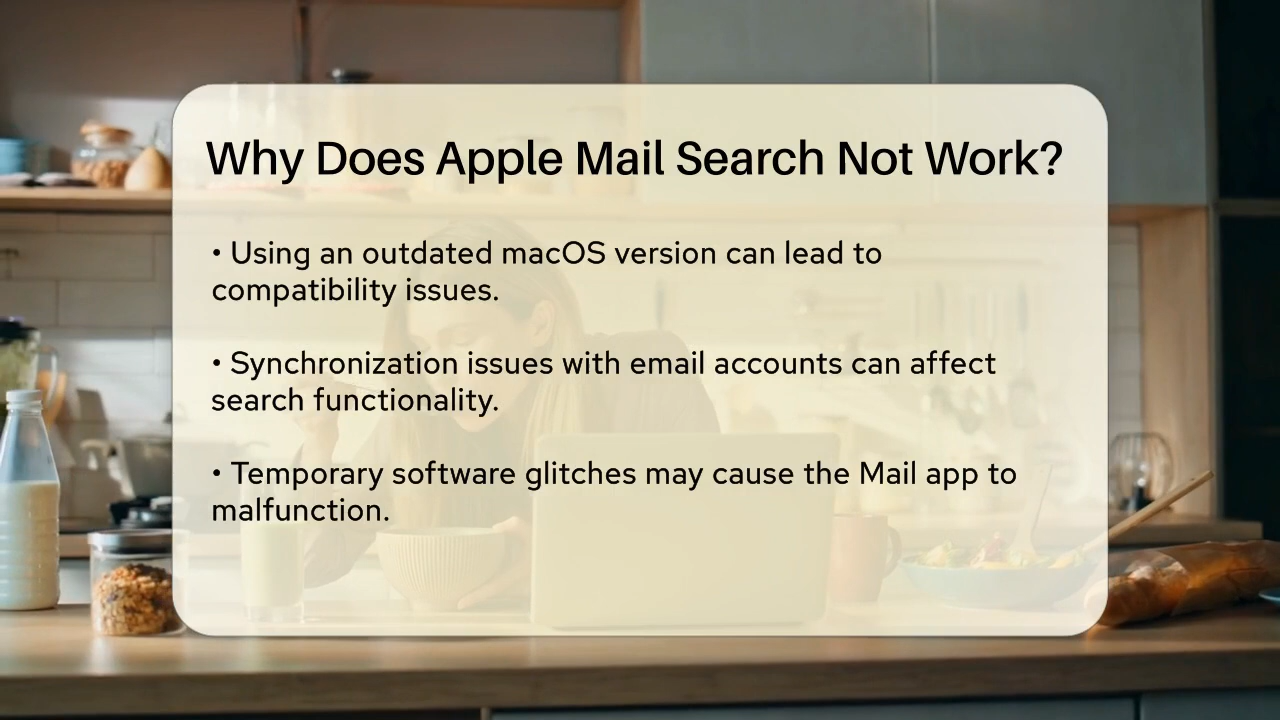 Why Does Apple Mail Search Not Work?
• Using an outdated macOS version can lead to
compatibility issues.
• Synchronization issues with email accounts can affect
search functionality.
• Temporary software glitches may cause the Mail app to
malfunction.